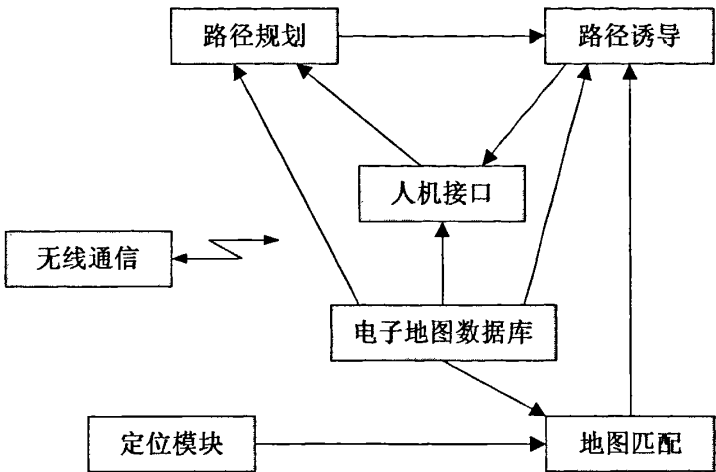 路径规划
路径诱导
人机接口
无线通信
电子地图数据库
定位模块
地图匹配